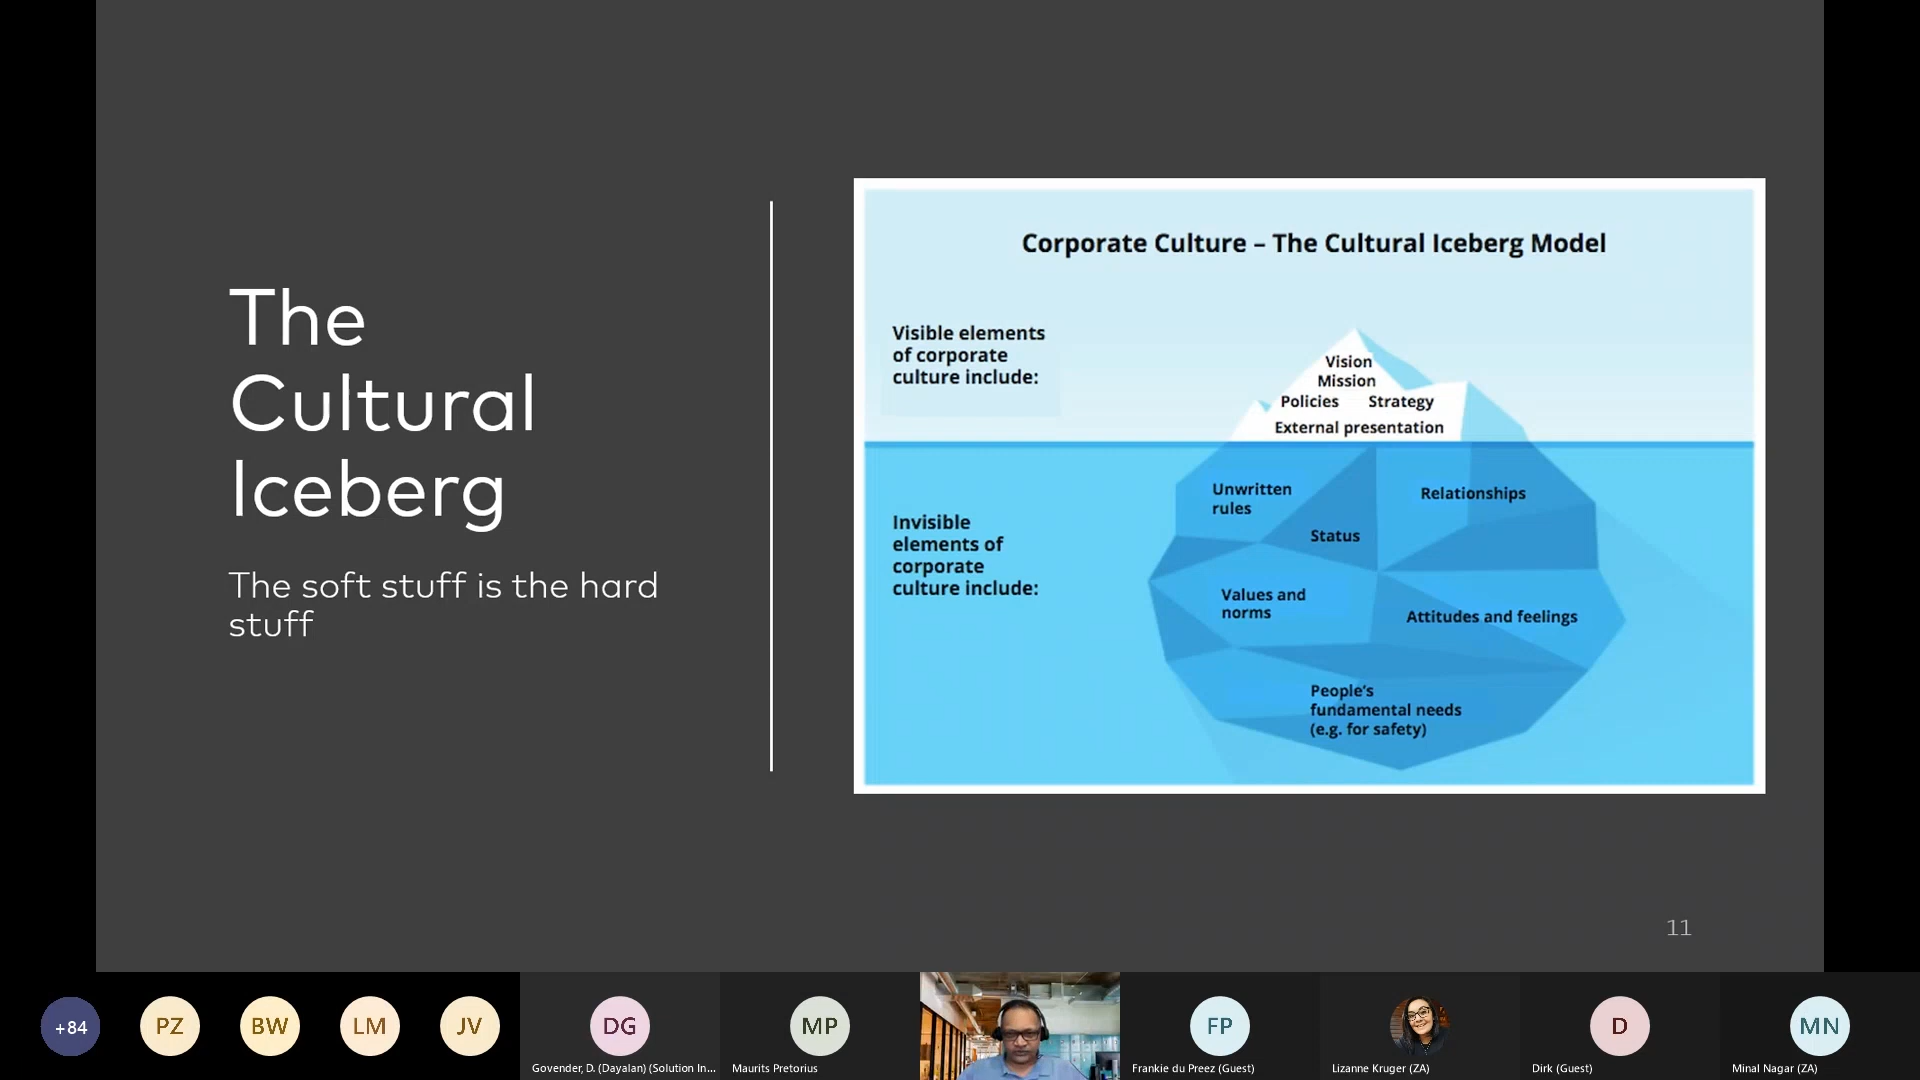 The
Cultural
Iceberg
The soft stuff is the hard
stuff
Corporate Culture – The Cultural Iceberg Model
Visible elements
of corporate
culture include:
Vision
Mission
Policies Strategy
External presentation
Invisible
elements of
corporate
culture include:
Unwritten
rules
Relationships
Status
Values and
norms
Attitudes and feelings
People’s
fundamental needs
(e.g. for safety)
11
+84
PZ
BW
LM
JV
DG
Govender, D. (Dayalan) (Solution In...
MP
Maurits Pretorius
FP
Frankie du Preez (Guest)
Lizanne Kruger (ZA)
D
Dirk (Guest)
MN
Minal Nagar (ZA)